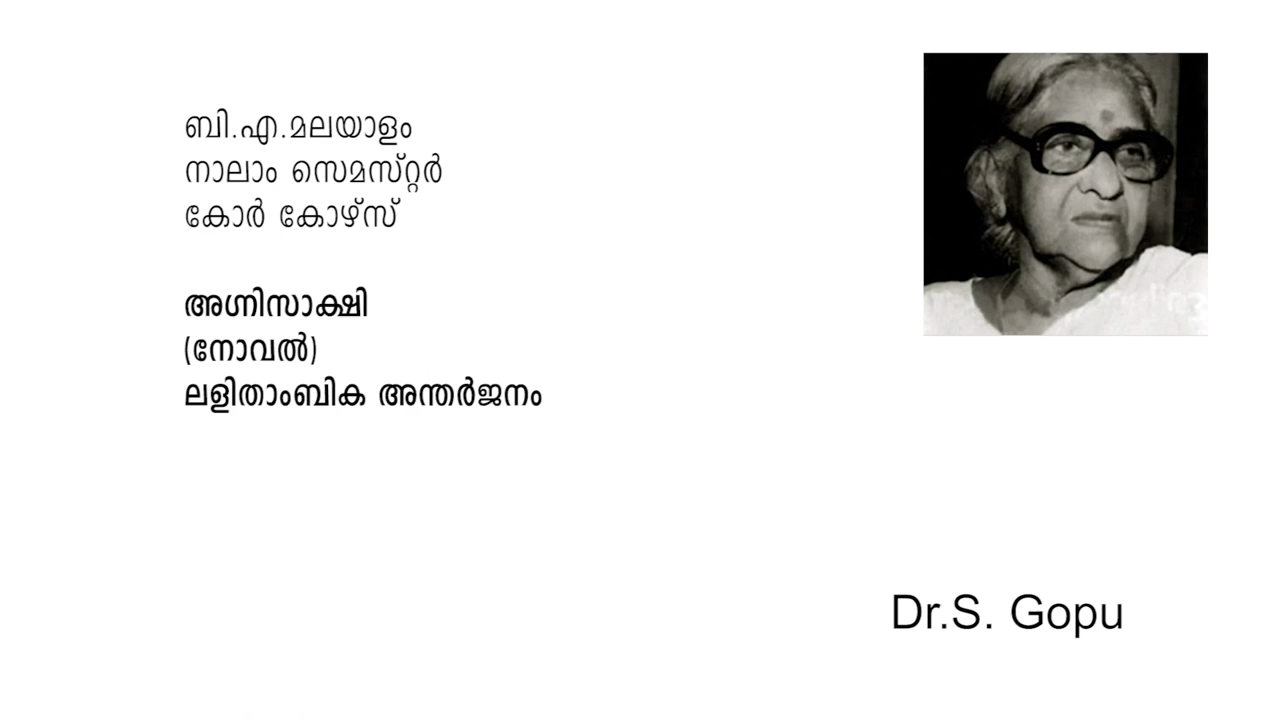 ബി.എ.മലയാളം
നാലാം സെമസ്റ്റർ
കോർ കോഴ്സ്
അഗ്നിസാക്ഷി
(നോവൽ)
ലളിതാംബിക അന്തർജനം
Dr.S. Gopu